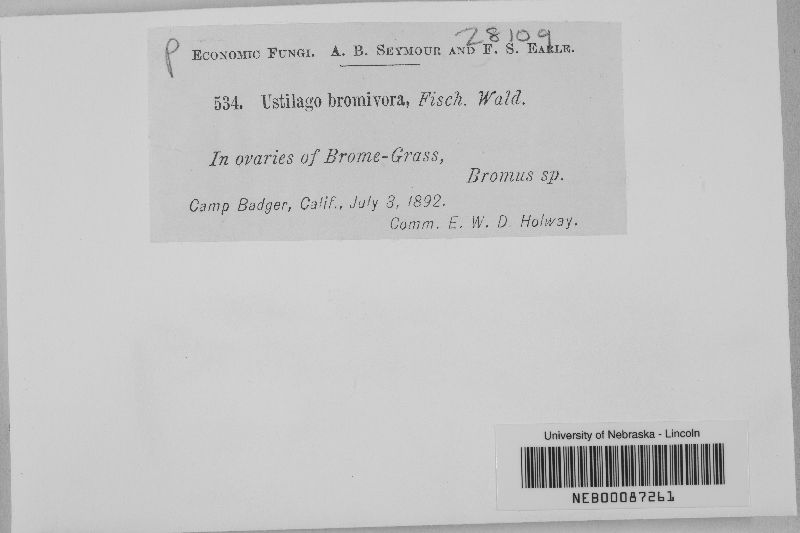 P 28109
Economic Fungi. A. B. Seymour and F. S. Earle.
534. Ustilago bromivora, Fisch. Wald.
In ovaries of Brome-Grass,
Bromus sp.
Camp Badger, Calif., July 3, 1892.
Comm. E. W. D. Holway.
University of Nebraska - Lincoln
NEB00087261